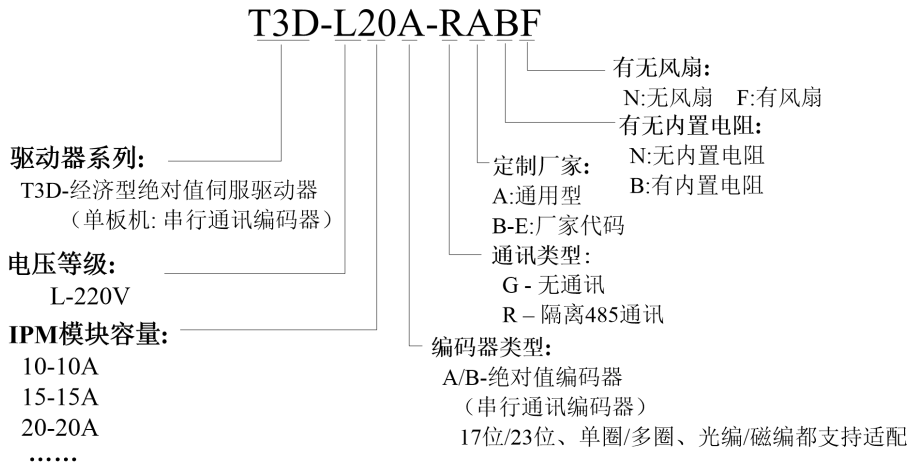 T3D-L20A-RABF
有无风扇:
N:无风扇 F:有风扇
有无内置电阻:
N:无内置电阻
B:有内置电阻
定制厂家:
A:通用型
B-E:厂家代码
通讯类型:
G - 无通讯
R – 隔离485通讯
编码器类型:
A/B-绝对值编码器
（串行通讯编码器）
17位/23位、单圈/多圈、光编/磁编都支持适配
驱动器系列:
T3D-经济型绝对值伺服驱动器
（单板机: 串行通讯编码器）
电压等级:
L-220V
IPM模块容量:
10-10A
15-15A
20-20A
……